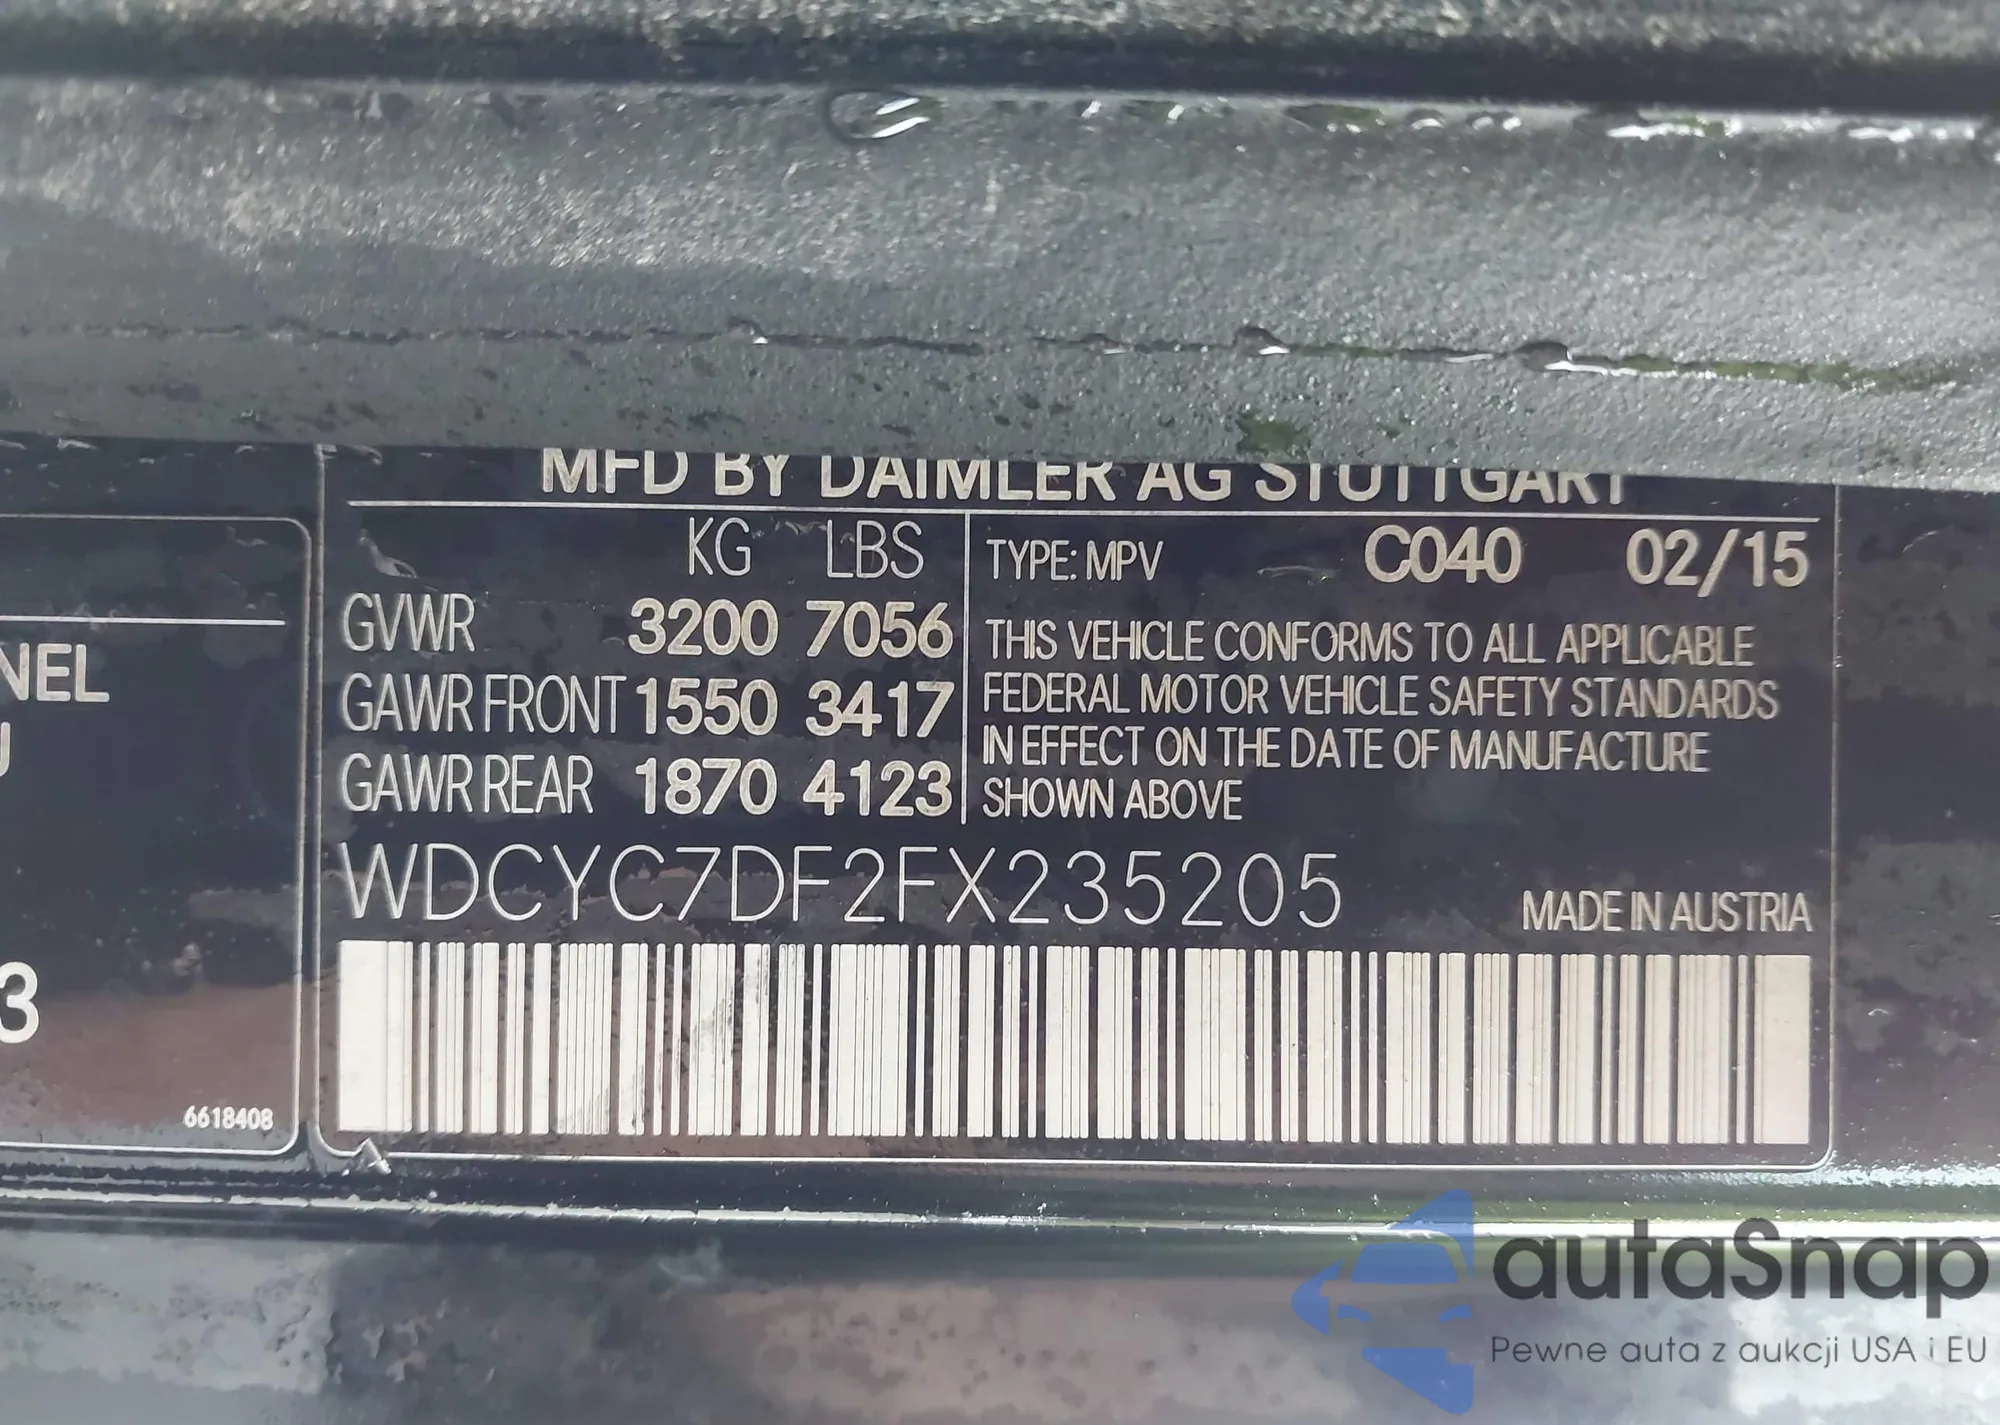 MFD BY DAIMLER AG STUTTGART
KG LBS
GVWR 3200 7056
GAWR FRONT 1550 3417
GAWR REAR 1870 4123
TYPE: MPV C040 02/15
THIS VEHICLE CONFORMS TO ALL APPLICABLE
FEDERAL MOTOR VEHICLE SAFETY STANDARDS
IN EFFECT ON THE DATE OF MANUFACTURE
SHOWN ABOVE
WDCYC7DF2FX235205
MADE IN AUSTRIA
NEL
3
6618408
autaSnap
Pewne auta z aukcji USA i EU